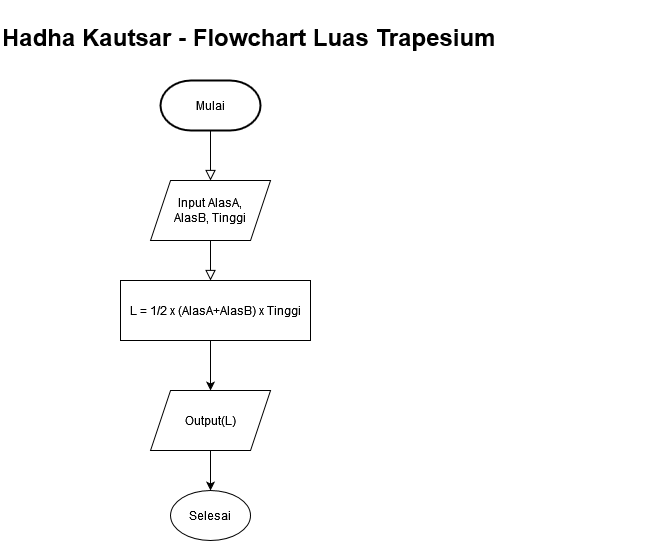 Hadha Kautsar - Flowchart Luas Trapesium
Mulai
Input AlasA,
AlasB, Tinggi
L = 1/2 x (AlasA+AlasB) x Tinggi
Output(L)
Selesai